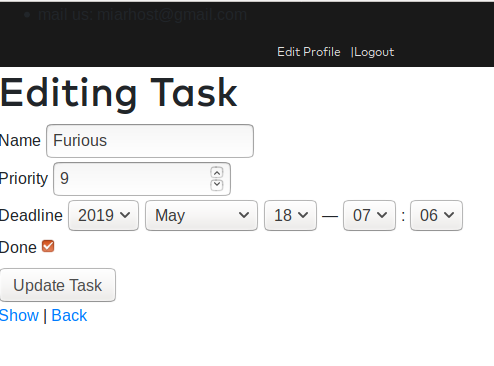 mail us: miarhost@gmail.com
Edit Profile |Logout
Editing Task
Name Furious
Priority 9
Deadline 2019 May 18 — 07 : 06
Done
Update Task
Show | Back